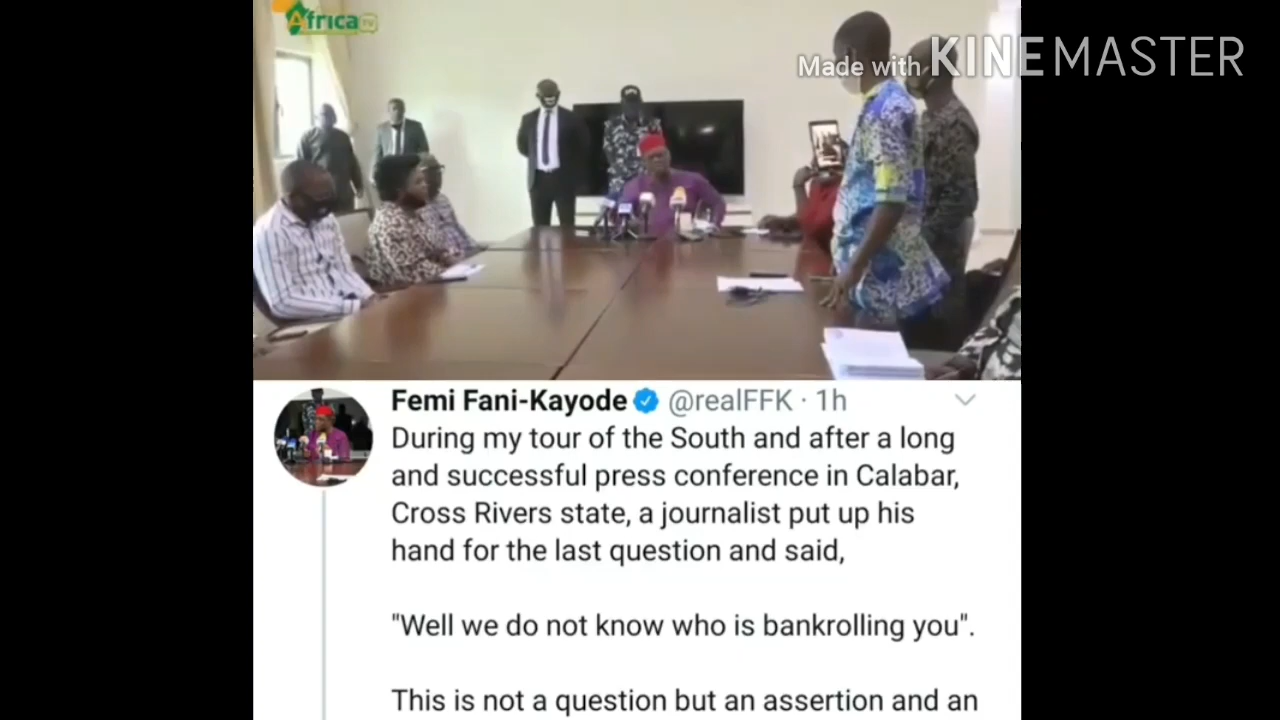 Africa TV
Made with KINEMASTER
Femi Fani-Kayode @realFFK · 1h
During my tour of the South and after a long
and successful press conference in Calabar,
Cross Rivers state, a journalist put up his
hand for the last question and said,
"Well we do not know who is bankrolling you".
This is not a question but an assertion and an